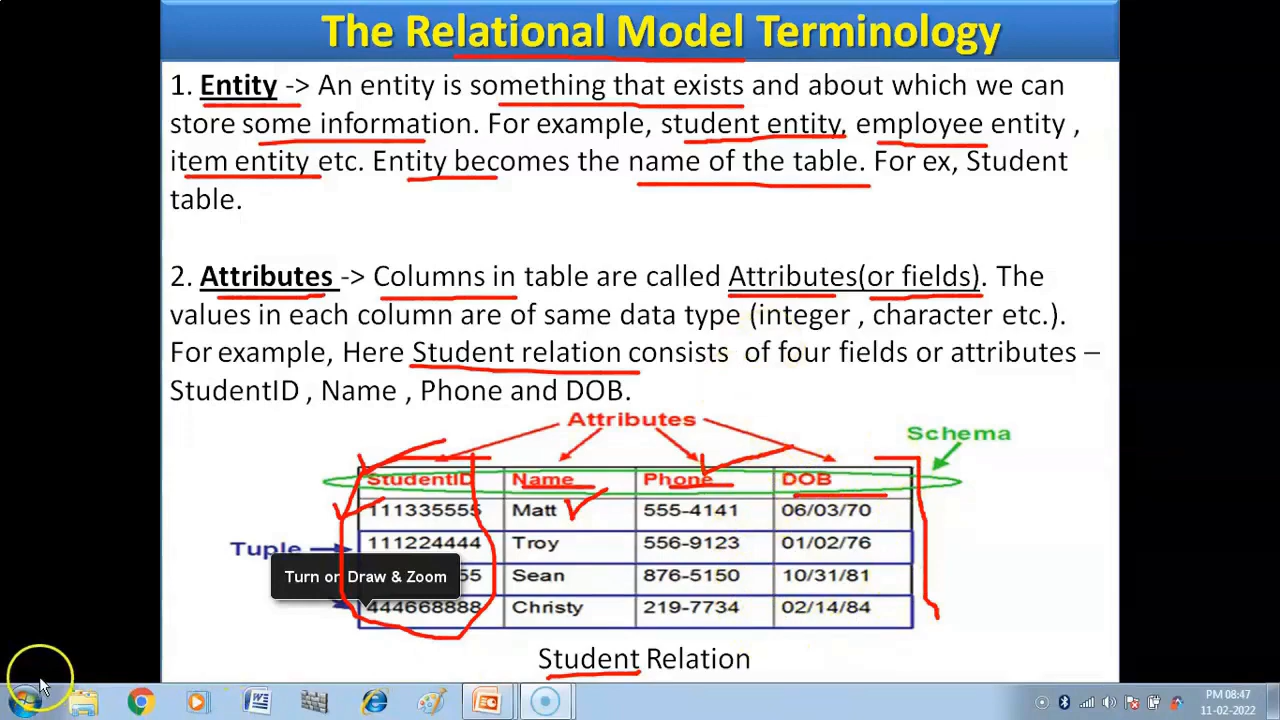 The Relational Model Terminology
1. Entity -> An entity is something that exists and about which we can
store some information. For example, student entity, employee entity ,
item entity etc. Entity becomes the name of the table. For ex, Student
table.
2. Attributes -> Columns in table are called Attributes(or fields). The
values in each column are of same data type (integer , character etc.).
For example, Here Student relation consists of four fields or attributes –
StudentID , Name , Phone and DOB.
Attributes
Schema
StudentID Name Phone DOB
111335555 Matt 555-4141 06/03/70
Tuple 111224444 Troy 556-9123 01/02/76
Turn on Draw & Zoom 55 Sean 876-5150 10/31/81
444668888 Christy 219-7734 02/14/84
Student Relation
PM 08:47
11-02-2022